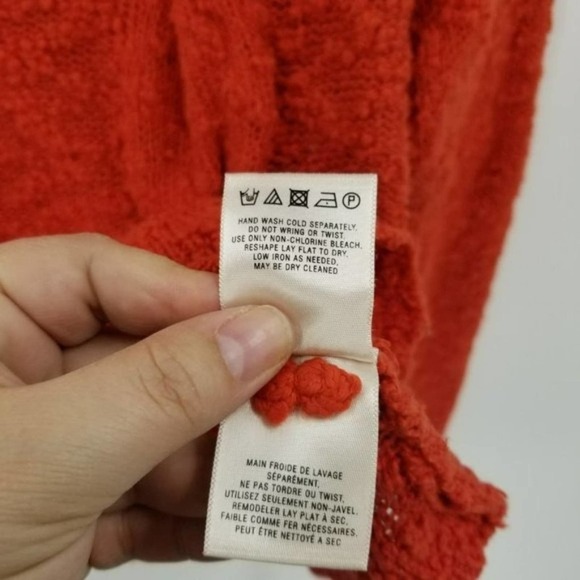 P
HAND WASH COLD SEPARATELY.
DO NOT WRING OR TWIST.
USE ONLY NON-CHLORINE BLEACH.
RESHAPE LAY FLAT TO DRY.
LOW IRON AS NEEDED,
MAY BE DRY CLEANED
MAIN FROIDE DE LAVAGE
SÉPARÉMENT,
NE PAS TORDRE OU TWIST,
UTILISEZ SEULEMENT NON-JAVEL.
REMODELER LAY PLAT À SEC,
FAIBLE COMME FER NÉCESSAIRES.
PEUT ÊTRE NETTOYÉ A SEC